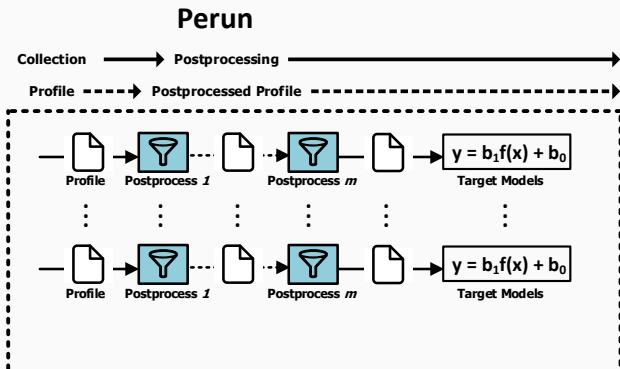 Perun
Collection Postprocessing
Profile Postprocessed Profile
y = b₁f(x) + b₀
Profile Postprocess 1 Postprocess m Target Models
y = b₁f(x) + b₀
Profile Postprocess 1 Postprocess m Target Models